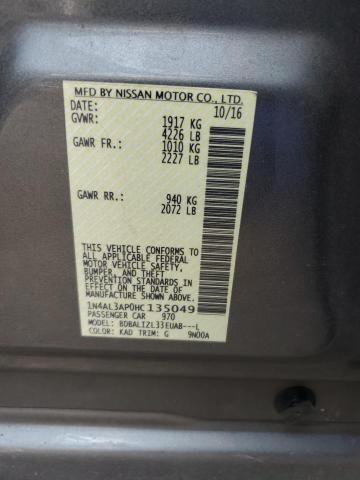 MFD BY NISSAN MOTOR CO., LTD.
DATE: 10/16
GVWR: 1917 KG
4226 LB
GAWR FR.: 1010 KG
2227 LB
GAWR RR.: 940 KG
2072 LB
THIS VEHICLE CONFORMS TO
ALL APPLICABLE FEDERAL
MOTOR VEHICLE SAFETY,
BUMPER, AND THEFT
PREVENTION STANDARDS
IN EFFECT ON THE DATE OF
MANUFACTURE SHOWN ABOVE.
1N4AL3AP0HC135049
PASSENGER CAR 970
MODEL: BDBALIZL33EUAB---L
COLOR: KAD TRIM: G 9N00A